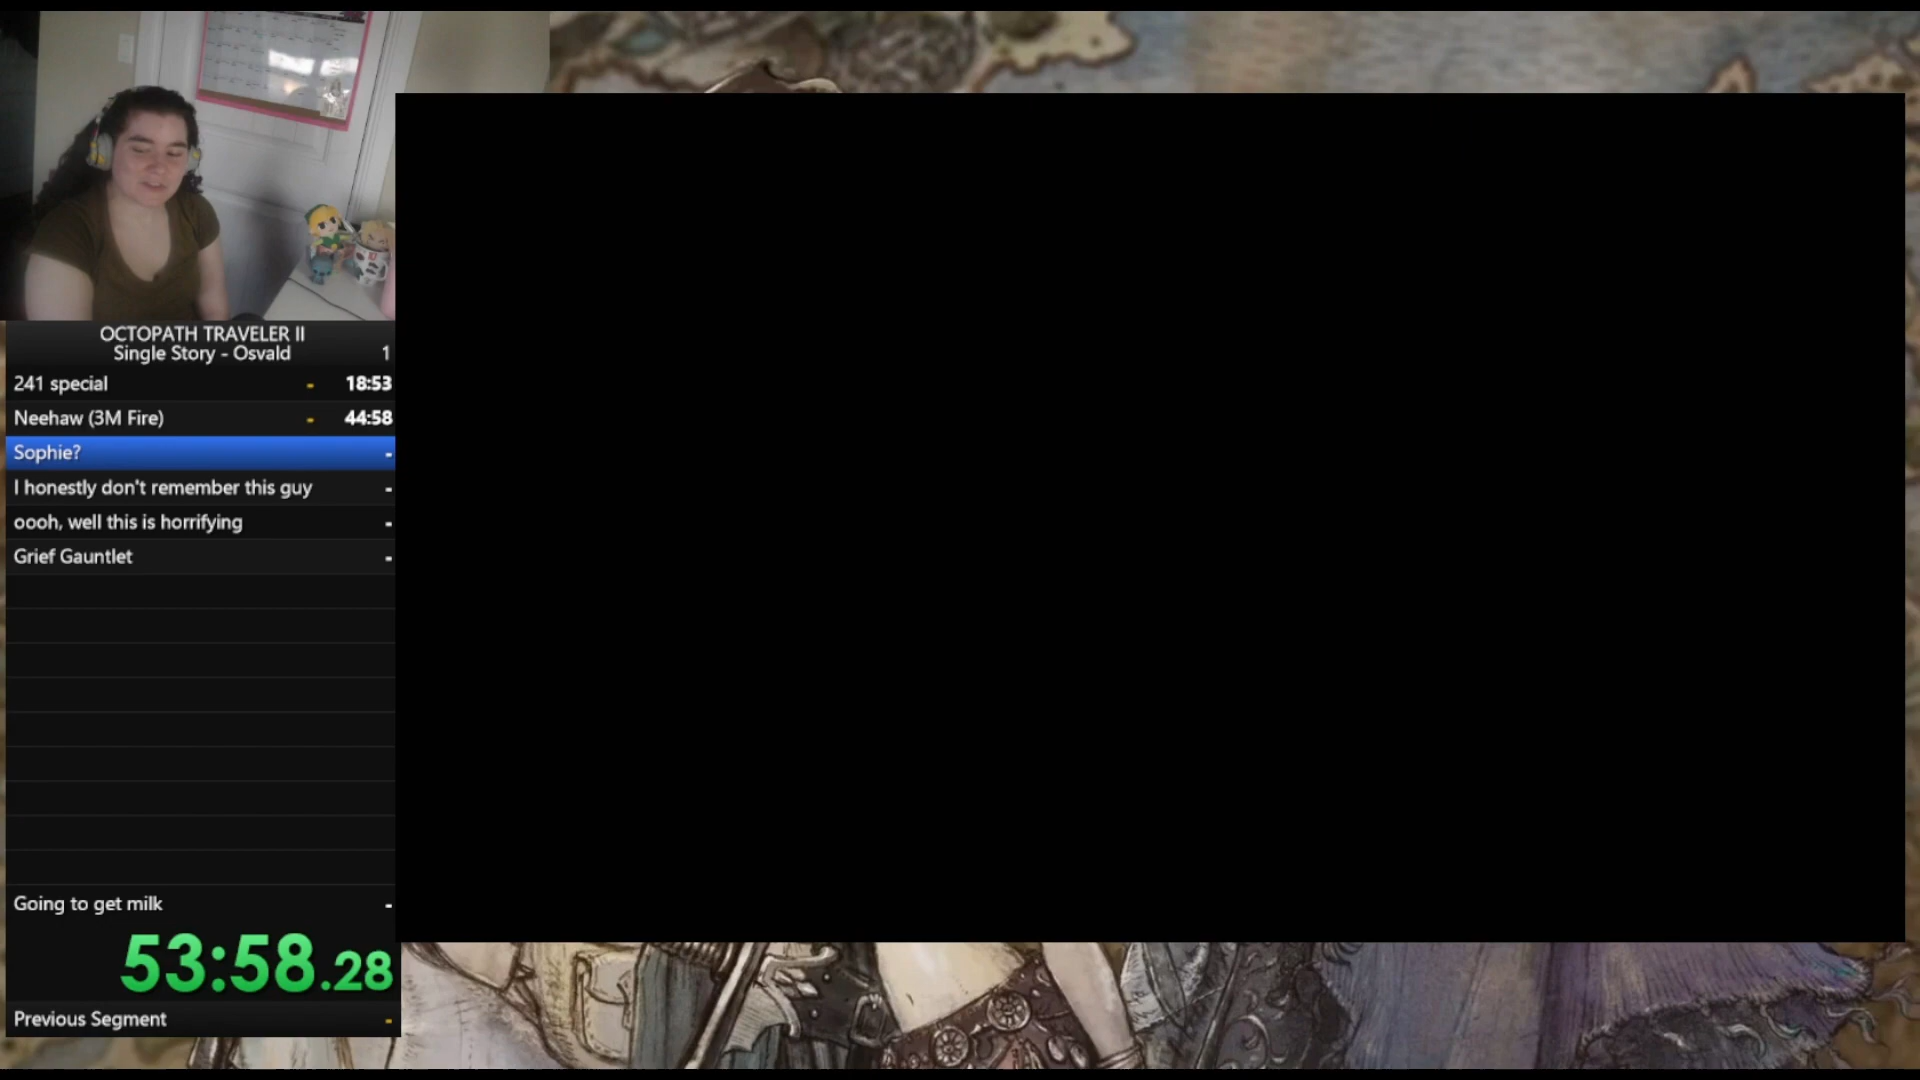 OCTOPATH TRAVELER II
Single Story - Osvald 1
241 special - 18:53
Neehaw (3M Fire) - 44:58
Sophie? -
I honestly don't remember this guy -
oooh, well this is horrifying -
Grief Gauntlet -
Going to get milk -
53:58.28
Previous Segment -